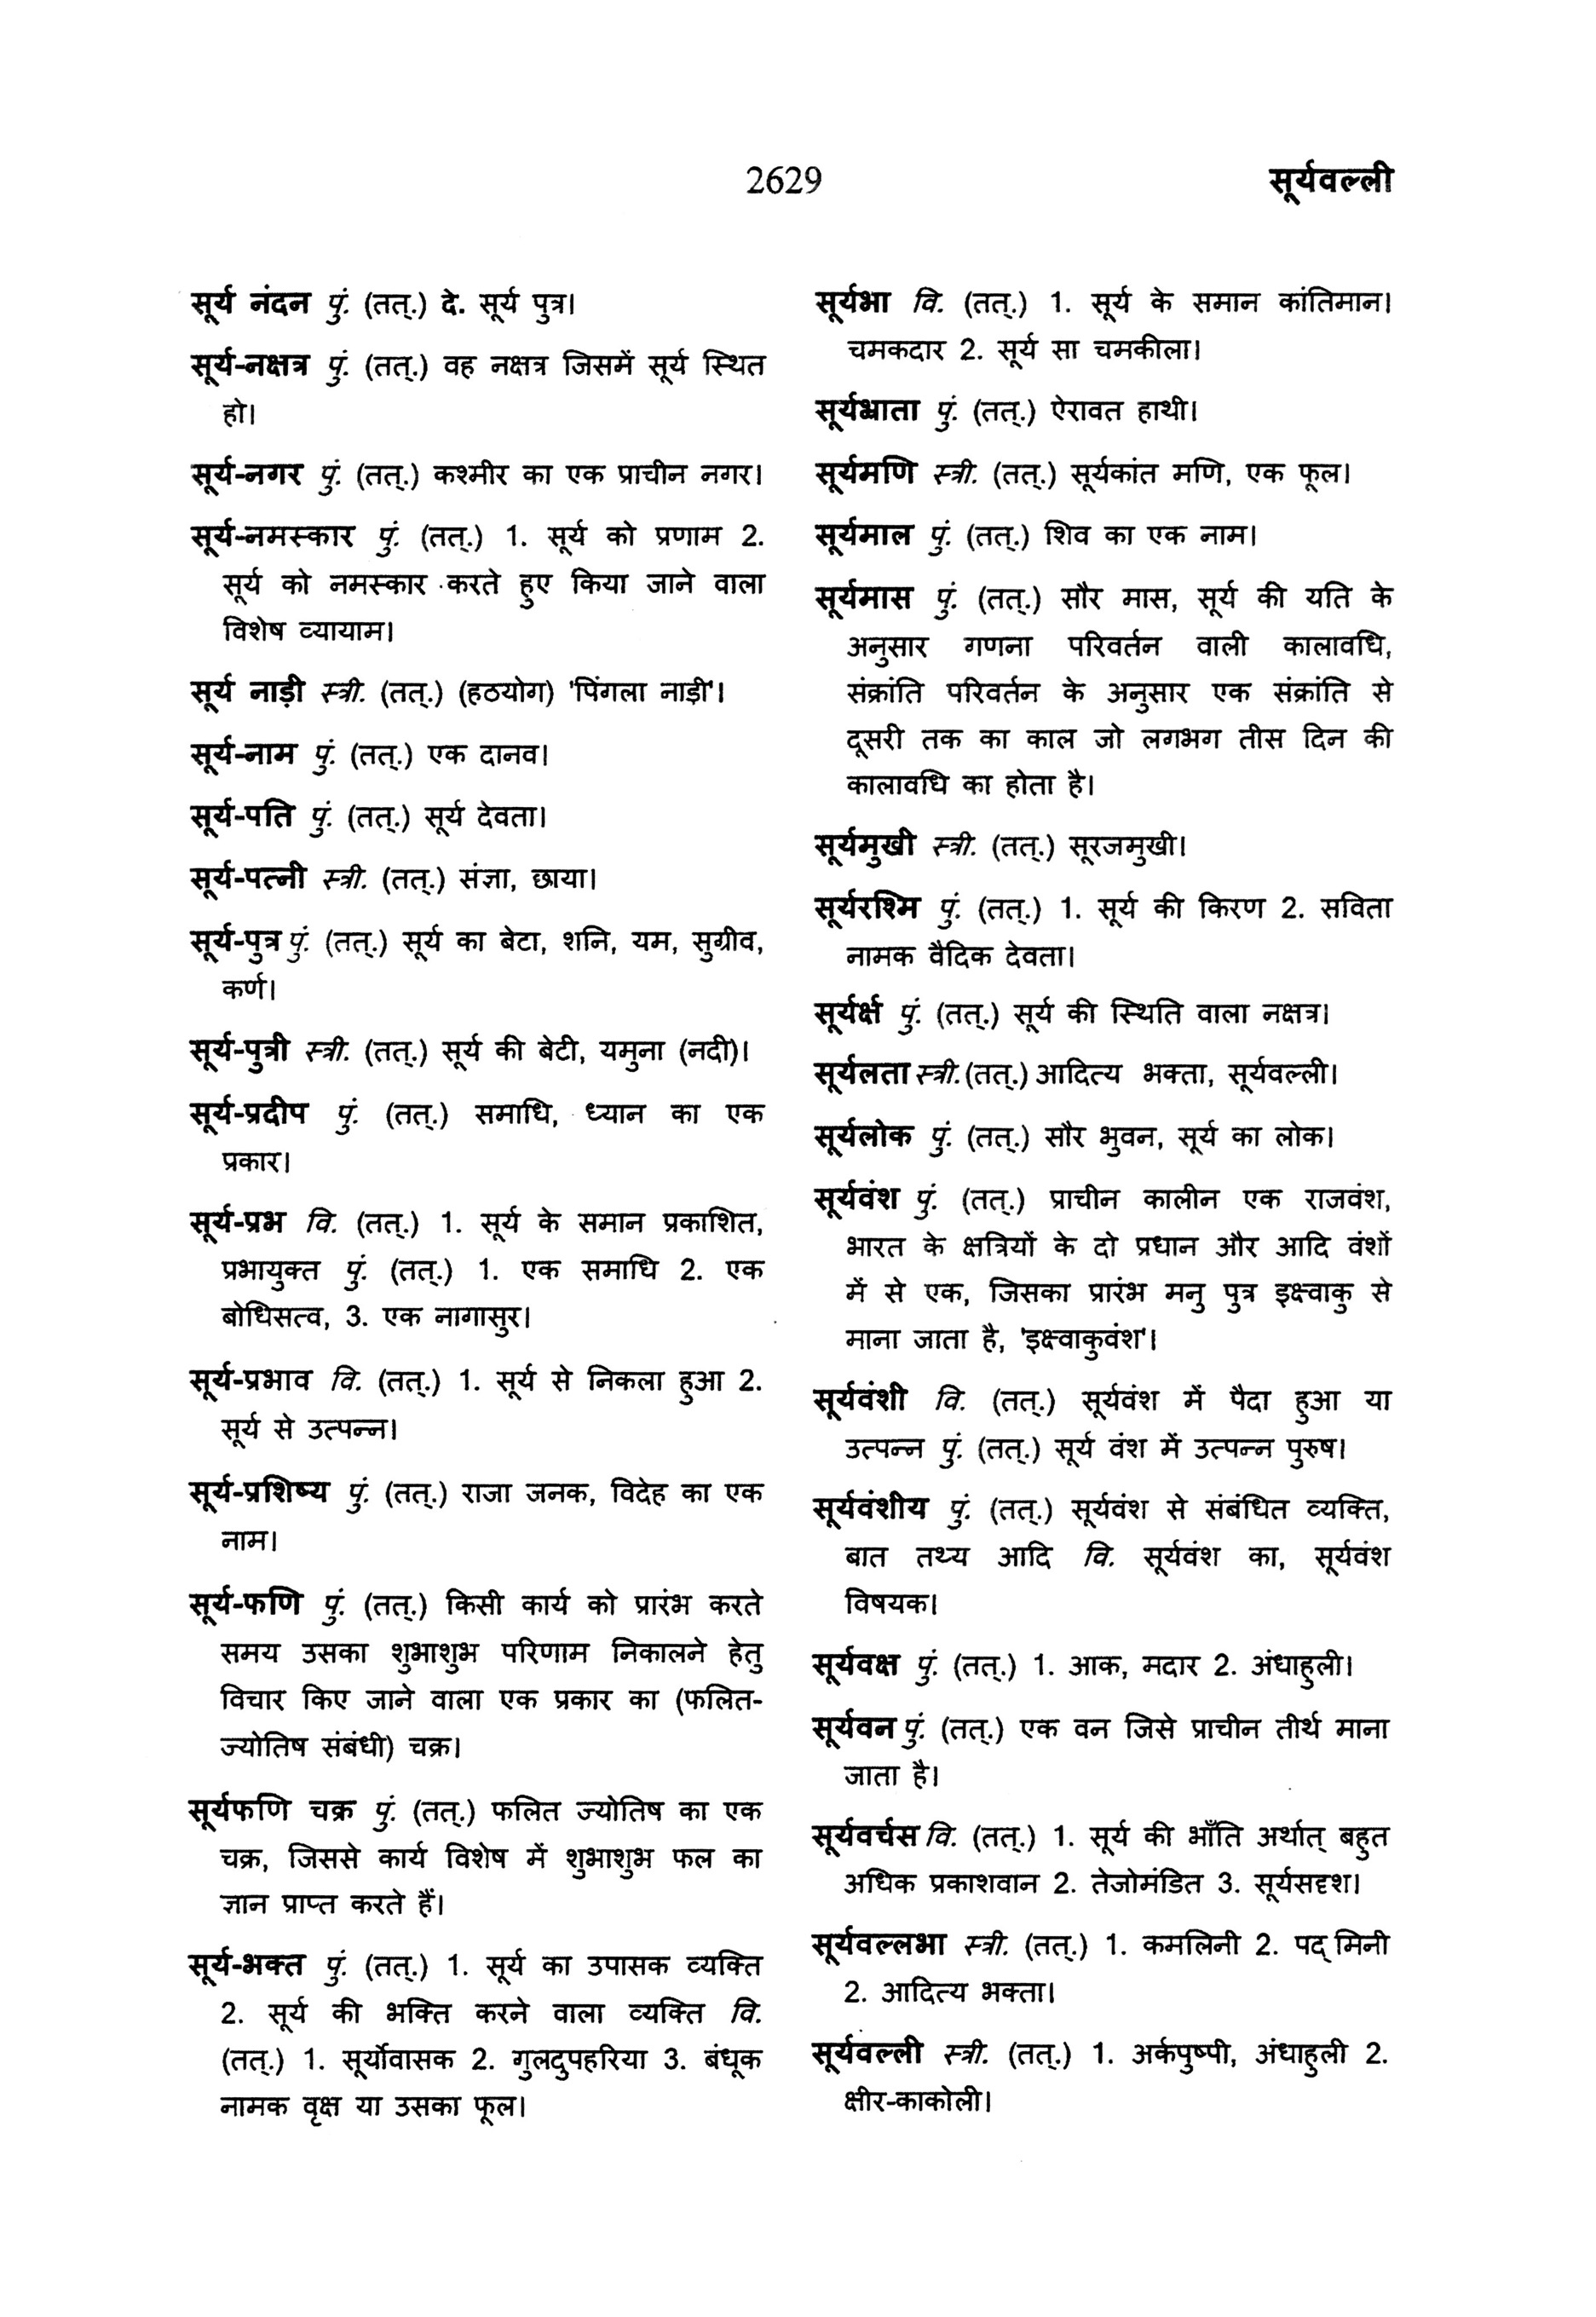 2629
सूर्यवल्ली
सूर्य नंदन पुं. (तत्.) दे. सूर्य पुत्र।
सूर्य-नक्षत्र पुं. (तत्.) वह नक्षत्र जिसमें सूर्य स्थित
हो।
सूर्य-नगर पुं. (तत्.) कश्मीर का एक प्राचीन नगर।
सूर्य-नमस्कार पुं. (तत्.) 1. सूर्य को प्रणाम 2.
सूर्य को नमस्कार करते हुए किया जाने वाला
विशेष व्यायाम।
सूर्य नाड़ी स्त्री. (तत्.) (हठयोग) 'पिंगला नाड़ी'।
सूर्य-नाम पुं. (तत्.) एक दानव।
सूर्य-पति पुं. (तत्.) सूर्य देवता।
सूर्य-पत्नी स्त्री. (तत्.) संज्ञा, छाया।
सूर्य-पुत्र पुं. (तत्.) सूर्य का बेटा, शनि, यम, सुग्रीव,
कर्ण।
सूर्य-पुत्री स्त्री. (तत्.) सूर्य की बेटी, यमुना (नदी)।
सूर्य-प्रदीप पुं. (तत्.) समाधि, ध्यान का एक
प्रकार।
सूर्य-प्रभ वि. (तत्.) 1. सूर्य के समान प्रकाशित,
प्रभायुक्त पुं. (तत्.) 1. एक समाधि 2. एक
बोधिसत्व, 3. एक नागासुर।
सूर्य-प्रभाव वि. (तत्.) 1. सूर्य से निकला हुआ 2.
सूर्य से उत्पन्न।
सूर्य-प्रशिष्य पुं. (तत्.) राजा जनक, विदेह का एक
नाम।
सूर्य-फणि पुं. (तत्.) किसी कार्य को प्रारंभ करते
समय उसका शुभाशुभ परिणाम निकालने हेतु
विचार किए जाने वाला एक प्रकार का (फलित-
ज्योतिष संबंधी) चक्र।
सूर्यफणि चक्र पुं. (तत्.) फलित ज्योतिष का एक
चक्र, जिससे कार्य विशेष में शुभाशुभ फल का
ज्ञान प्राप्त करते हैं।
सूर्य-भक्त पुं. (तत्.) 1. सूर्य का उपासक व्यक्ति
2. सूर्य की भक्ति करने वाला व्यक्ति वि.
(तत्.) 1. सूर्योवासक 2. गुलदुपहरिया 3. बंधूक
नामक वृक्ष या उसका फूल।
सूर्यभा वि. (तत्.) 1. सूर्य के समान कांतिमान।
चमकदार 2. सूर्य सा चमकीला।
सूर्यभाता पुं. (तत्.) ऐरावत हाथी।
सूर्यमणि स्त्री. (तत्.) सूर्यकांत मणि, एक फूल।
सूर्यमाल पुं. (तत्.) शिव का एक नाम।
सूर्यमास पुं. (तत्.) सौर मास, सूर्य की यति के
अनुसार गणना परिवर्तन वाली कालावधि,
संक्रांति परिवर्तन के अनुसार एक संक्रांति से
दूसरी तक का काल जो लगभग तीस दिन की
कालावधि का होता है।
सूर्यमुखी स्त्री. (तत्.) सूरजमुखी।
सूर्यरश्मि पुं. (तत्.) 1. सूर्य की किरण 2. सविता
नामक वैदिक देवता।
सूर्यर्क्ष पुं. (तत्.) सूर्य की स्थिति वाला नक्षत्र।
सूर्यलता स्त्री. (तत्.) आदित्य भक्ता, सूर्यवल्ली।
सूर्यलोक पुं. (तत्.) सौर भुवन, सूर्य का लोक।
सूर्यवंश पुं. (तत्.) प्राचीन कालीन एक राजवंश,
भारत के क्षत्रियों के दो प्रधान और आदि वंशों
में से एक, जिसका प्रारंभ मनु पुत्र इक्ष्वाकु से
माना जाता है, 'इक्ष्वाकुवंश'।
सूर्यवंशी वि. (तत्.) सूर्यवंश में पैदा हुआ या
उत्पन्न पुं. (तत्.) सूर्य वंश में उत्पन्न पुरुष।
सूर्यवंशीय पुं. (तत्.) सूर्यवंश से संबंधित व्यक्ति,
बात तथ्य आदि वि. सूर्यवंश का, सूर्यवंश
विषयक।
सूर्यवक्ष पुं. (तत्.) 1. आक, मदार 2. अंधाहुली।
सूर्यवन पुं. (तत्.) एक वन जिसे प्राचीन तीर्थ माना
जाता है।
सूर्यवर्चस वि. (तत्.) 1. सूर्य की भाँति अर्थात् बहुत
अधिक प्रकाशवान 2. तेजोमंडित 3. सूर्यसदृश।
सूर्यवल्लभा स्त्री. (तत्.) 1. कमलिनी 2. पद्मिनी
2. आदित्य भक्ता।
सूर्यवल्ली स्त्री. (तत्.) 1. अर्कपुष्पी, अंधाहुली 2.
क्षीर-काकोली।